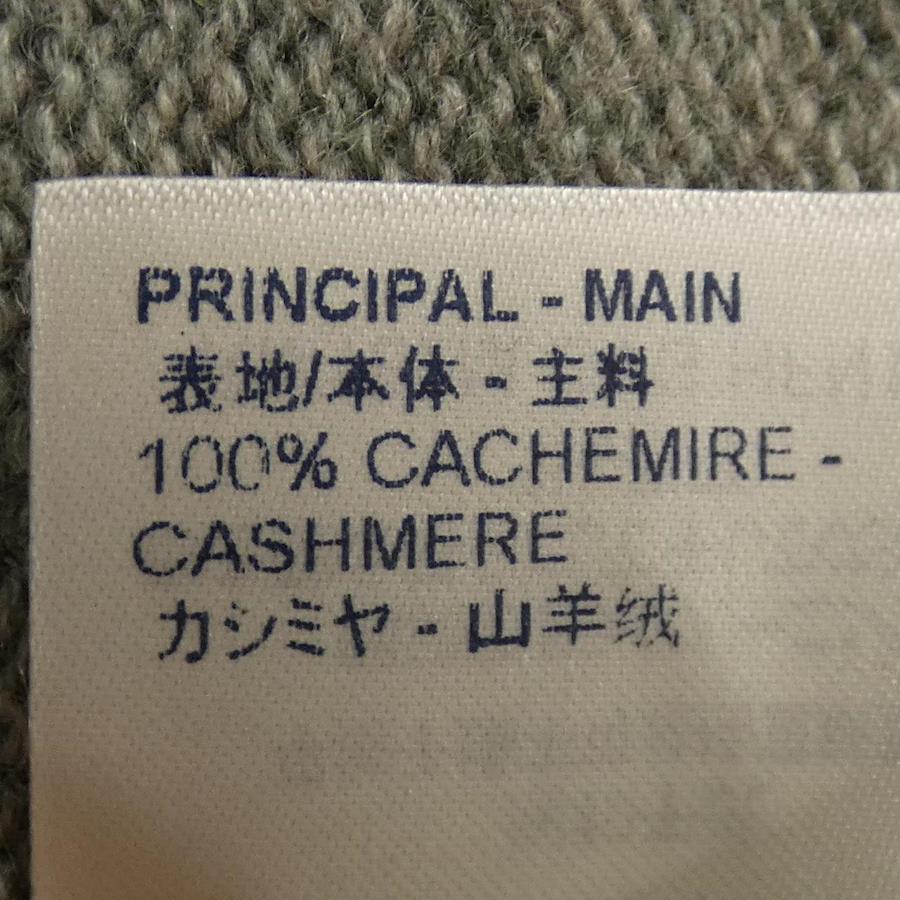 PRINCIPAL - MAIN
表地/本体 - 主料
100% CACHEMIRE -
CASHMERE
カシミヤ - 山羊绒